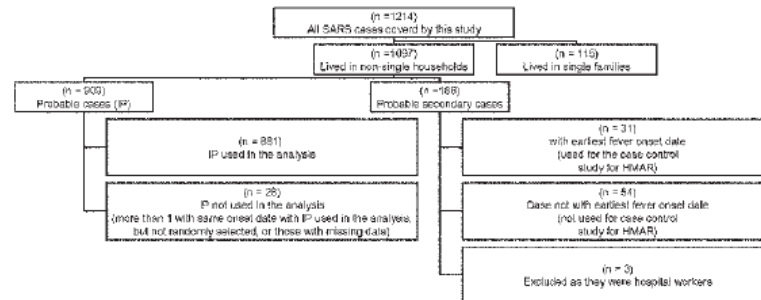 (n =1214)
All SARS cases coverd by this study
(n =1097)
Lived in non-single households
(n = 115)
Lived in single families
(n = 909)
Probable cases (IP)
(n =188)
Probable secondary cases
(n = 881)
IP used in the analysis
(n = 28)
IP not used in the analysis
(more than 1 with same onset date with IP used in the analysis,
but not randomly selected, or those with missing data)
(n = 31)
with earliest fever onset date
(used for the case control
study for HMAR)
(n = 54)
Case not with earliest fever onset date
(not used for case control
study for HMAR)
(n = 3)
Excluded as they were hospital workers